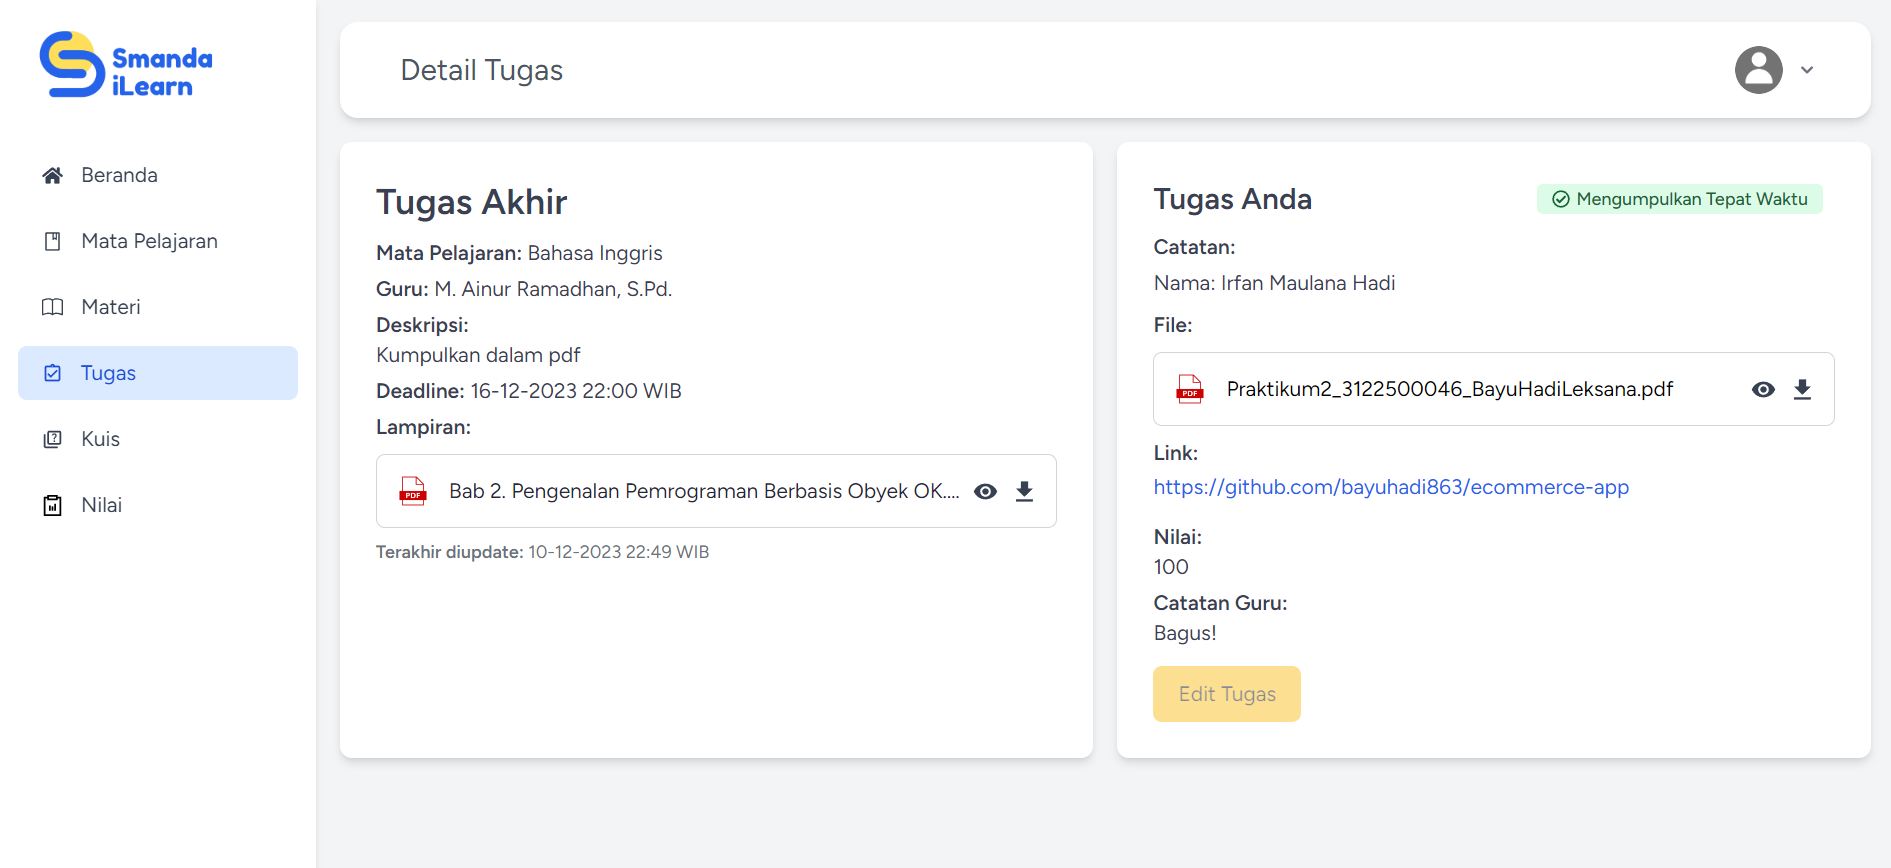 Smanda
iLearn
Beranda
Mata Pelajaran
Materi
Tugas
Kuis
Nilai
Detail Tugas
Tugas Akhir
Mata Pelajaran: Bahasa Inggris
Guru: M. Ainur Ramadhan, S.Pd.
Deskripsi:
Kumpulkan dalam pdf
Deadline: 16-12-2023 22:00 WIB
Lampiran:
PDF
Bab 2. Pengenalan Pemrograman Berbasis Obyek OK....
Terakhir diupdate: 10-12-2023 22:49 WIB
Tugas Anda
Mengumpulkan Tepat Waktu
Catatan:
Nama: Irfan Maulana Hadi
File:
PDF
Praktikum2_3122500046_BayuHadiLeksana.pdf
Link:
https://github.com/bayuhadi863/ecommerce-app
Nilai:
100
Catatan Guru:
Bagus!
Edit Tugas